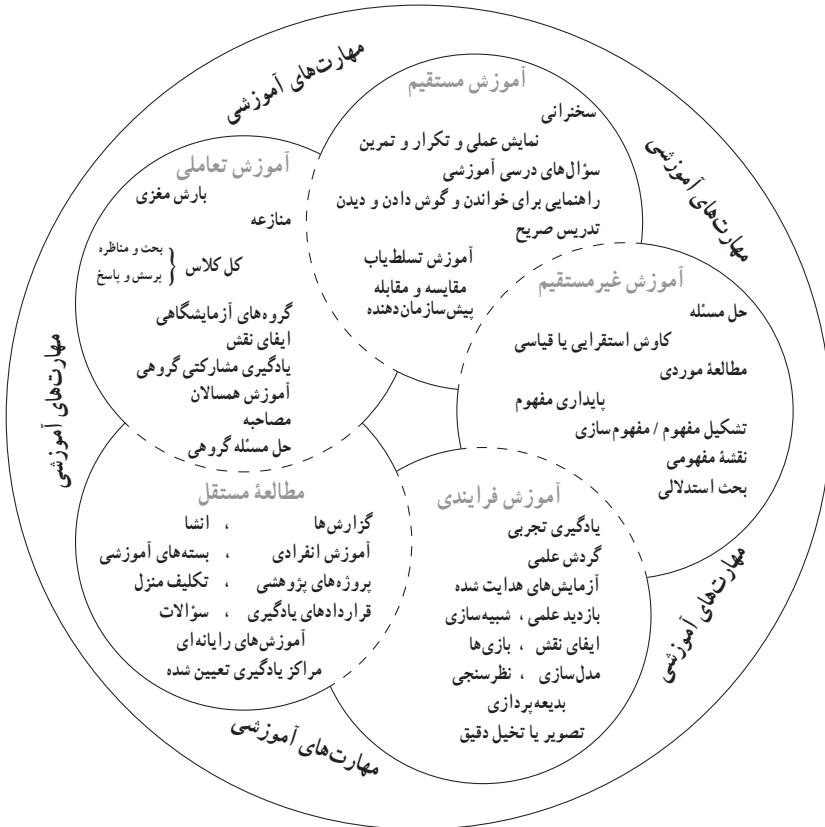 مهارت‌های آموزشی
آموزش مستقیم
سخنرانی
نمایش عملی و تکرار و تمرین
سؤال‌های درسی آموزشی
راهنمایی برای خواندن و گوش دادن و دیدن
تدریس صریح
آموزش تسلط‌یاب
مقایسه و مقابله
پیش‌سازمان‌دهنده
مهارت‌های آموزشی
آموزش غیرمستقیم
حل مسئله
کاوش استقرایی یا قیاسی
مطالعهٔ موردی
پایداری مفهوم
تشکیل مفهوم / مفهوم‌سازی
نقشهٔ مفهومی
بحث استدلالی
مهارت‌های آموزشی
آموزش فرایندی
یادگیری تجربی
گردش علمی
آزمایش‌های هدایت شده
بازدید علمی ، شبیه‌سازی
ایفای نقش ، بازی‌ها
مدل‌سازی ، نظرسنجی
بدیعه‌پردازی
تصویر یا تخیل دقیق
مهارت‌های آموزشی
مطالعهٔ مستقل
گزارش‌ها ، انشا
آموزش انفرادی ، بسته‌های آموزشی
پروژه‌های پژوهشی ، تکلیف منزل
قراردادهای یادگیری ، سؤالات
آموزش‌های رایانه‌ای
مراکز یادگیری تعیین شده
مهارت‌های آموزشی
آموزش تعاملی
بارش مغزی
منازعه
کل کلاس { بحث و مناظره
پرسش و پاسخ
گروه‌های آزمایشگاهی
ایفای نقش
یادگیری مشارکتی گروهی
آموزش همسالان
مصاحبه
حل مسئله گروهی